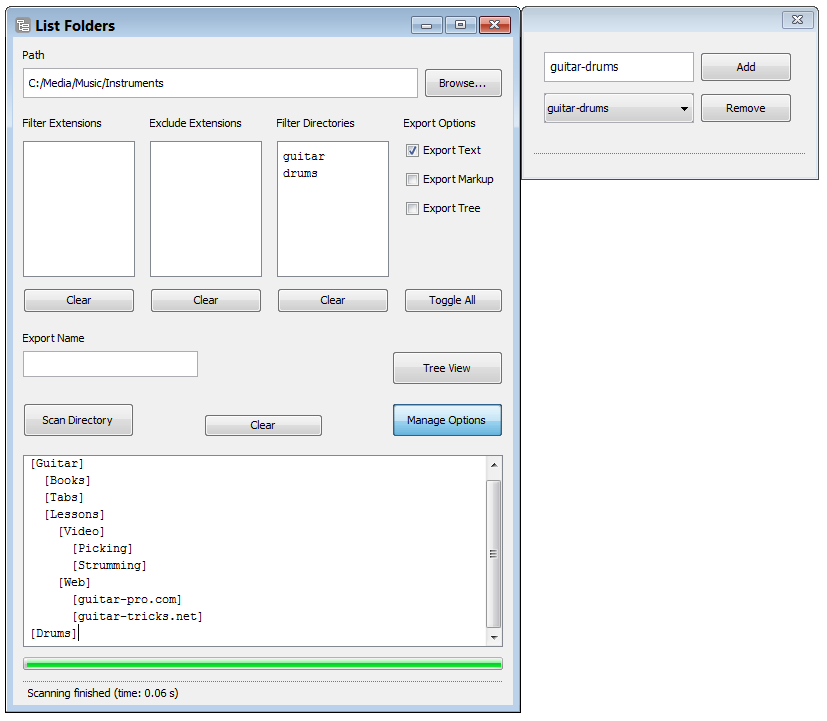 List Folders
Path
C:/Media/Music/Instruments
Browse...
Filter Extensions
Exclude Extensions
Filter Directories
Export Options
guitar
drums
Export Text
Export Markup
Export Tree
Clear
Clear
Clear
Toggle All
Export Name
Tree View
Scan Directory
Clear
Manage Options
[Guitar]
[Books]
[Tabs]
[Lessons]
[Video]
[Picking]
[Strumming]
[Web]
[guitar-pro.com]
[guitar-tricks.net]
[Drums]
Scanning finished (time: 0.06 s)
guitar-drums
Add
guitar-drums
Remove